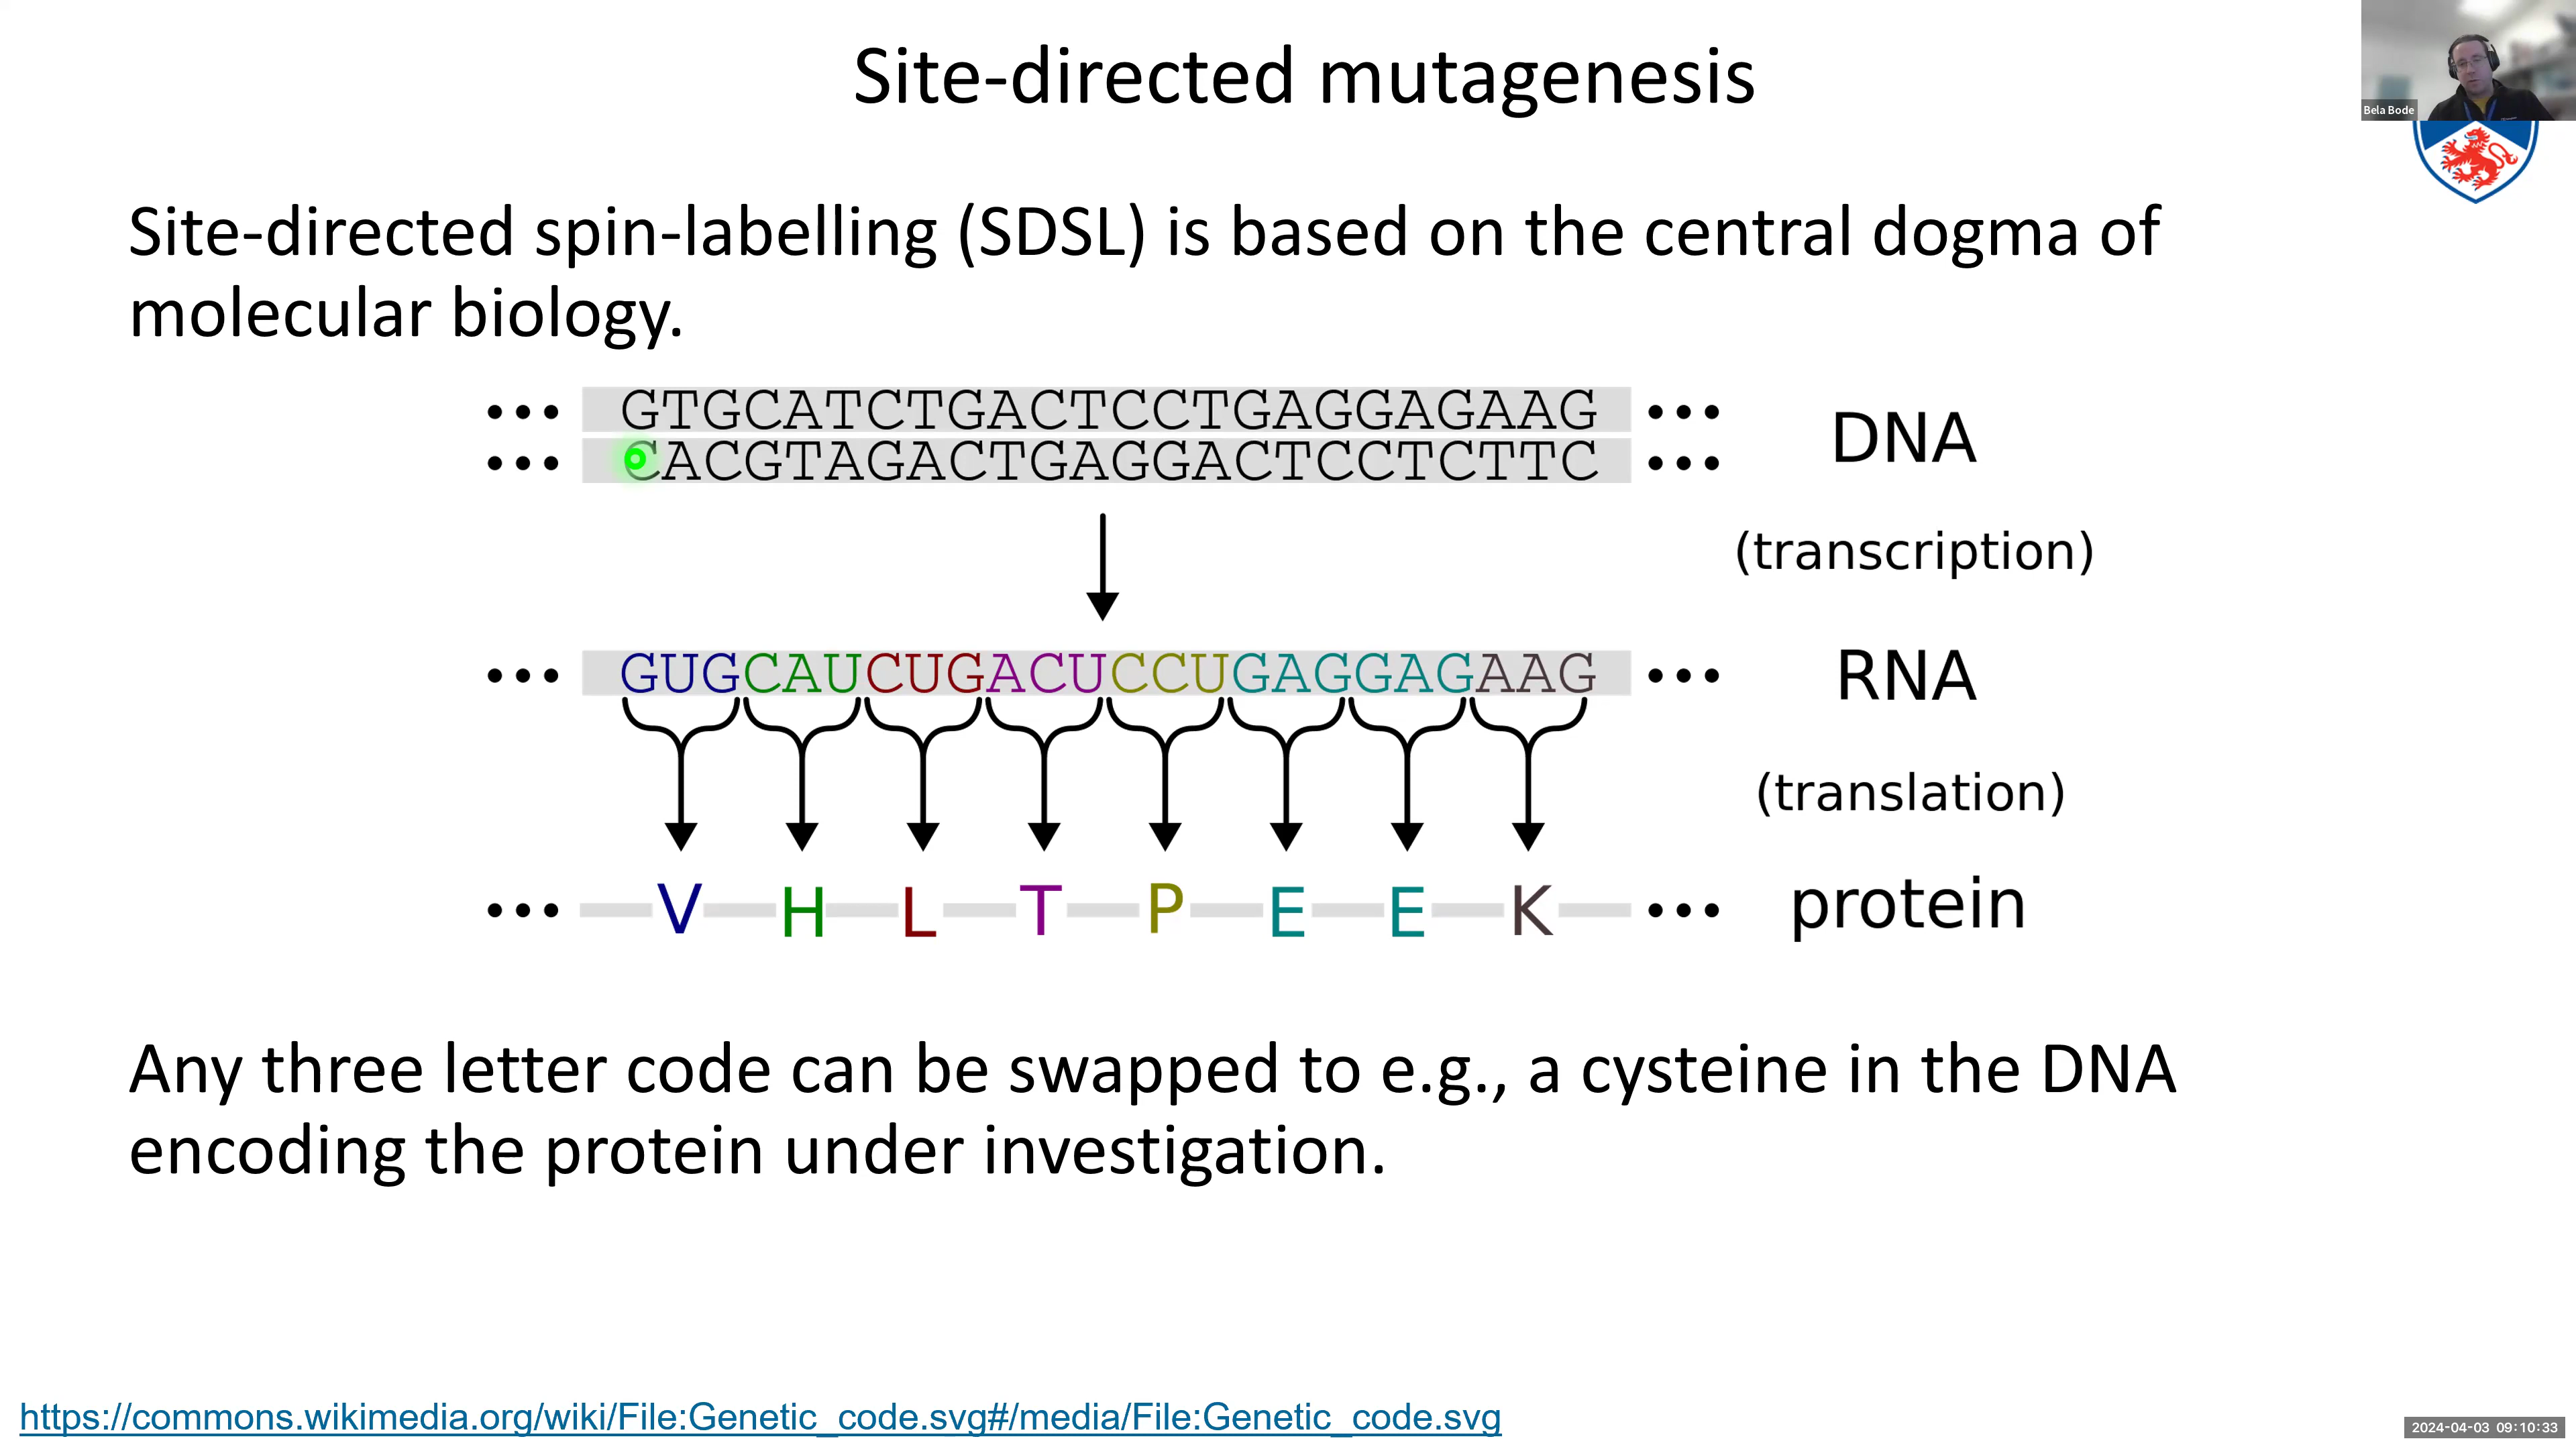 Site-directed mutagenesis
Bela Bode
Site-directed spin-labelling (SDSL) is based on the central dogma of
molecular biology.
••• GTGCATCTGACTCCTGAGGAGAAG ••• DNA
••• CACGTAGACTGAGGACTCCTCTTC •••
(transcription)
••• GUGCAUCUGACUCCUGAGGAGAAG ••• RNA
(translation)
••• V H L T P E E K ••• protein
Any three letter code can be swapped to e.g., a cysteine in the DNA
encoding the protein under investigation.
https://commons.wikimedia.org/wiki/File:Genetic_code.svg#/media/File:Genetic_code.svg
2024-04-03 09:10:33